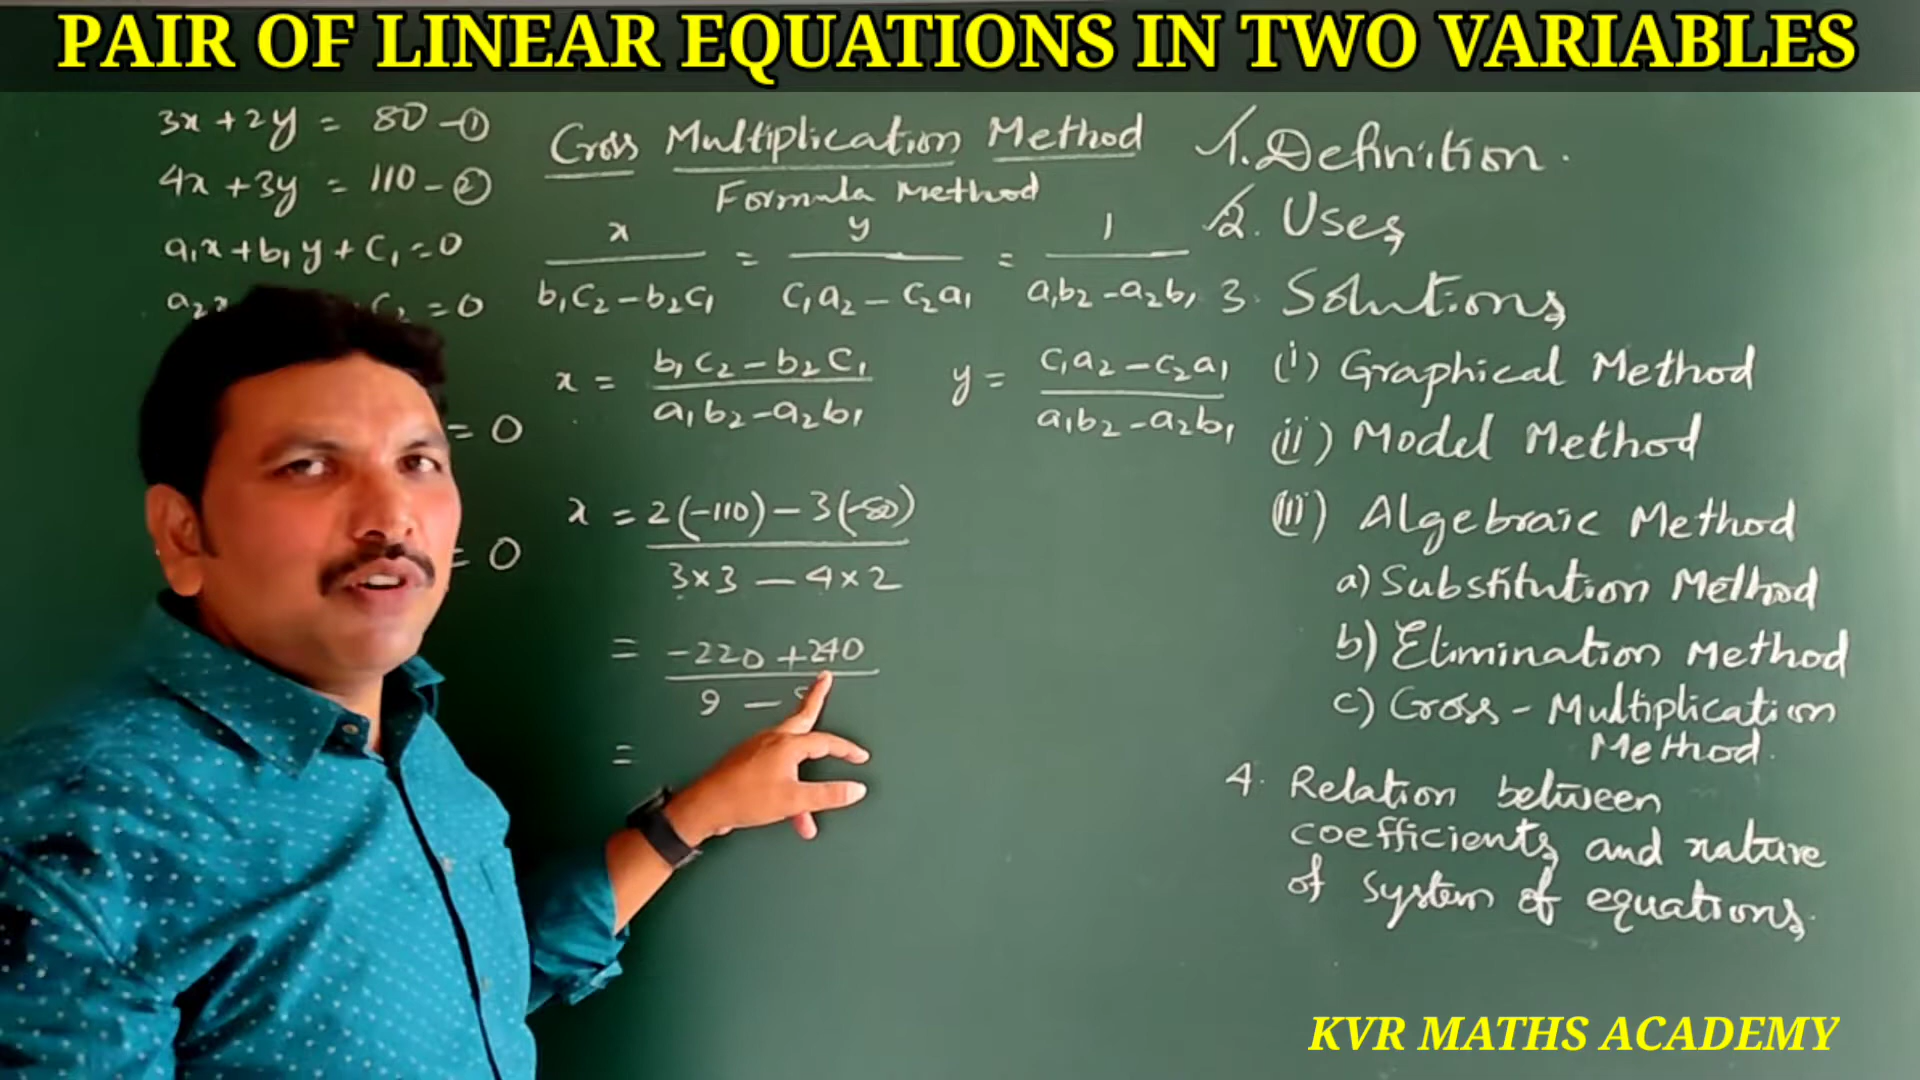 PAIR OF LINEAR EQUATIONS IN TWO VARIABLES
3x + 2y = 80 - ①
4x + 3y = 110 - ②
a₁x + b₁y + c₁ = 0
a₂x c₂ = 0
= 0
= 0
Cross Multiplication Method
Formula Method
x / (b₁c₂ - b₂c₁) = y / (c₁a₂ - c₂a₁) = 1 / (a₁b₂ - a₂b₁)
x = (b₁c₂ - b₂c₁) / (a₁b₂ - a₂b₁) y = (c₁a₂ - c₂a₁) / (a₁b₂ - a₂b₁)
x = 2(-110) - 3(-80)
3×3 - 4×2
= -220 + 240
9 -
=
1. Definition.
2. Uses
3. Solutions
(i) Graphical Method
(ii) Model Method
(iii) Algebraic Method
a) Substitution Method
b) Elimination Method
c) Cross - Multiplication
Method.
4. Relation between
coefficients and nature
of system of equations.
KVR MATHS ACADEMY